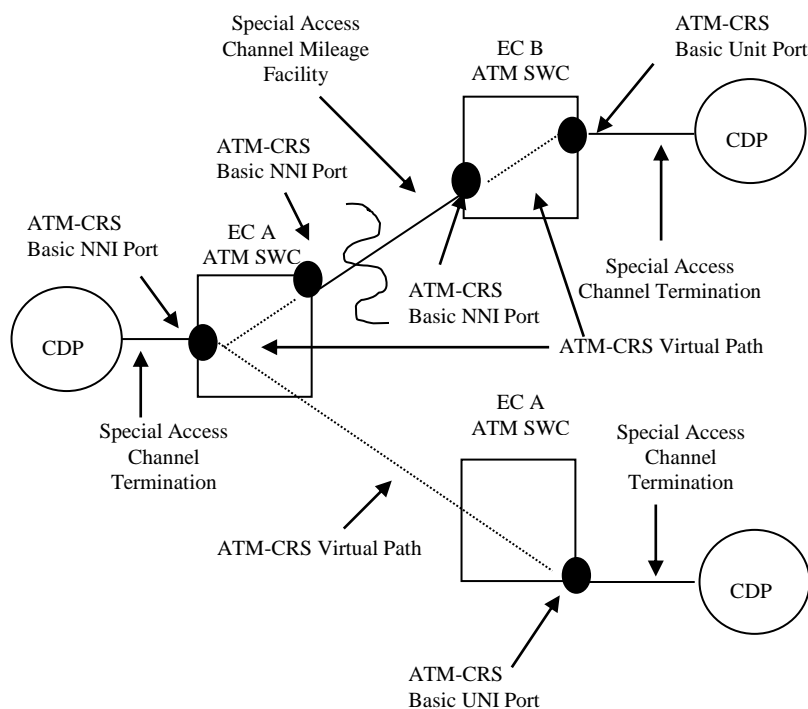 Special Access
Channel Mileage
Facility
EC B
ATM SWC
ATM-CRS
Basic Unit Port
CDP
ATM-CRS
Basic NNI Port
ATM-CRS
Basic NNI Port
EC A
ATM SWC
ATM-CRS
Basic NNI Port
Special Access
Channel Termination
CDP
ATM-CRS Virtual Path
Special Access
Channel
Termination
EC A
ATM SWC
Special Access
Channel
Termination
ATM-CRS Virtual Path
CDP
ATM-CRS
Basic UNI Port